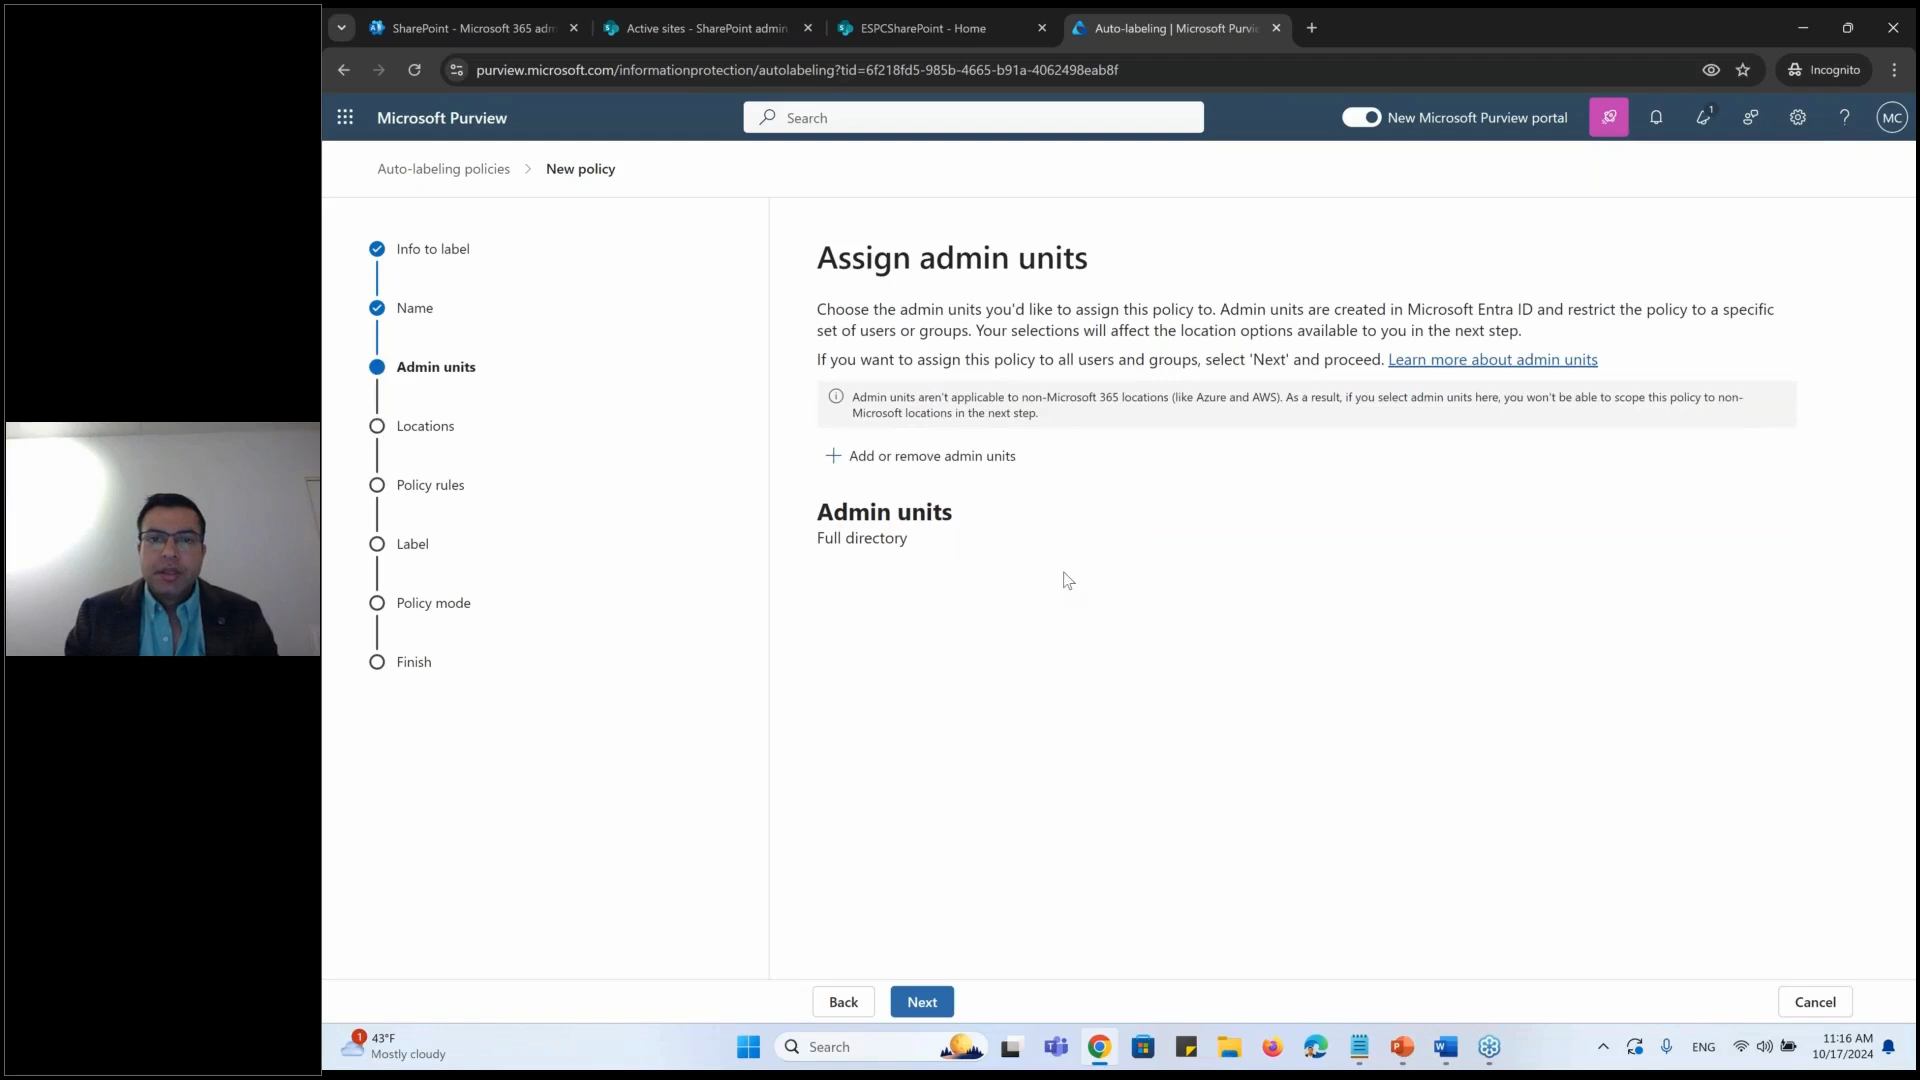 SharePoint - Microsoft 365 adm
Active sites - SharePoint admin
ESPCSharePoint - Home
Auto-labeling | Microsoft Purvie
purview.microsoft.com/informationprotection/autolabeling?tid=6f218fd5-985b-4665-b91a-4062498eab8f
Incognito
Microsoft Purview
Search
New Microsoft Purview portal
1
MC
Auto-labeling policies > New policy
Info to label
Name
Admin units
Locations
Policy rules
Label
Policy mode
Finish
Assign admin units
Choose the admin units you'd like to assign this policy to. Admin units are created in Microsoft Entra ID and restrict the policy to a specific
set of users or groups. Your selections will affect the location options available to you in the next step.
If you want to assign this policy to all users and groups, select 'Next' and proceed. Learn more about admin units
Admin units aren't applicable to non-Microsoft 365 locations (like Azure and AWS). As a result, if you select admin units here, you won't be able to scope this policy to non-
Microsoft locations in the next step.
Add or remove admin units
Admin units
Full directory
Back
Next
Cancel
1
43°F
Mostly cloudy
Search
ENG
11:16 AM
10/17/2024